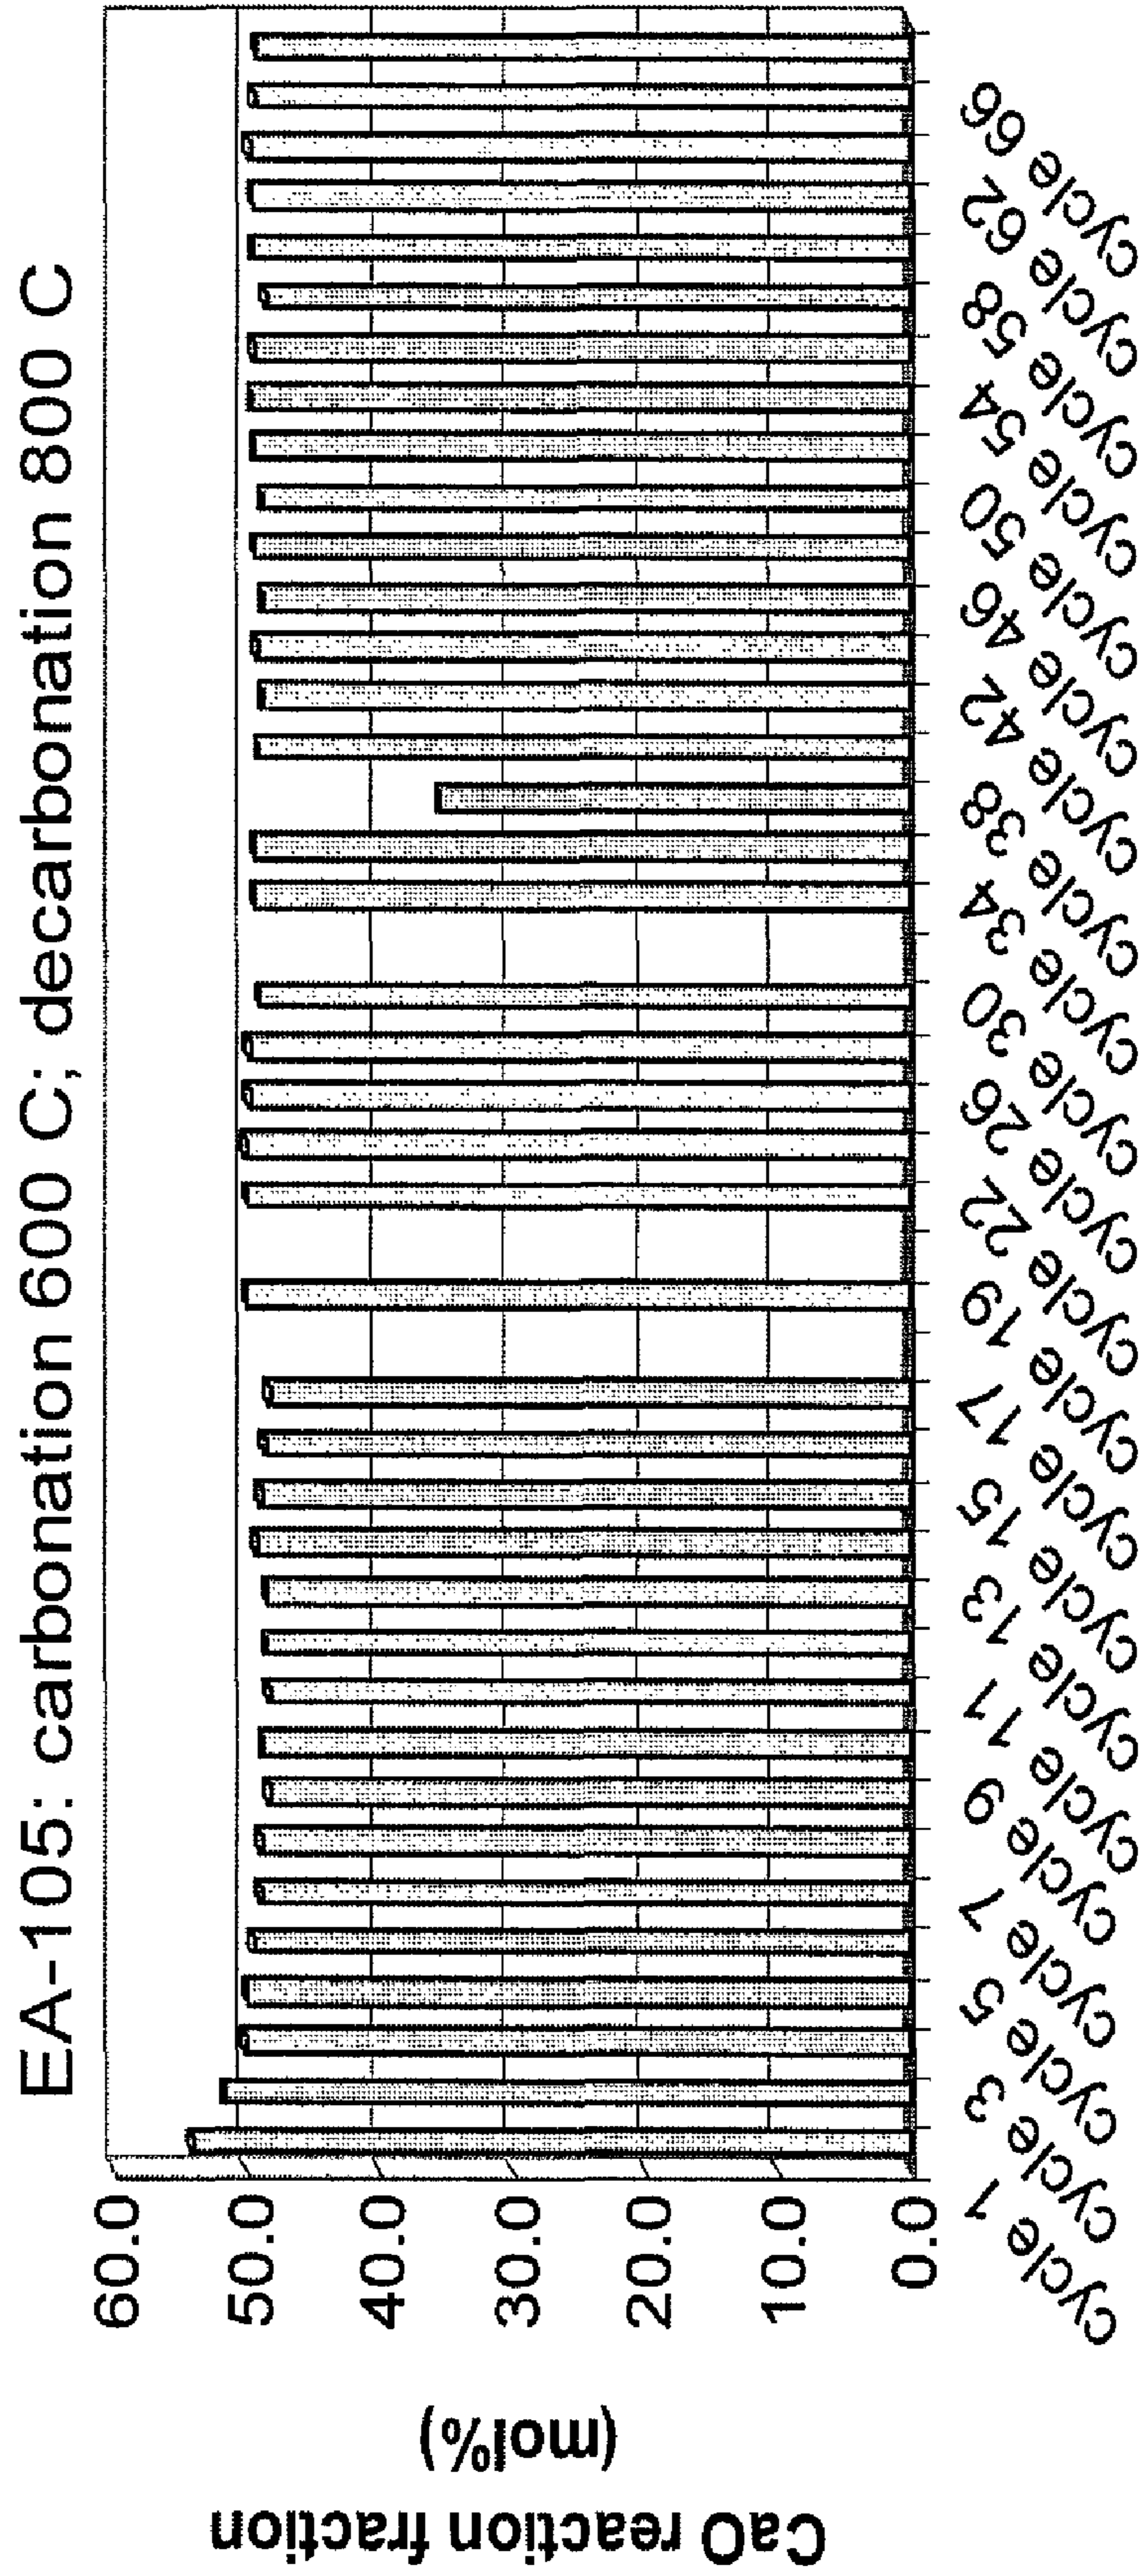 EA-105: carbonation 600 C; decarbonation 800 C
CaO reaction fraction
(mol%)
60.0
50.0
40.0
30.0
20.0
10.0
0.0
cycle 1
cycle 3
cycle 5
cycle 7
cycle 9
cycle 11
cycle 13
cycle 15
cycle 17
cycle 19
cycle 22
cycle 26
cycle 30
cycle 34
cycle 38
cycle 42
cycle 46
cycle 50
cycle 54
cycle 58
cycle 62
cycle 66